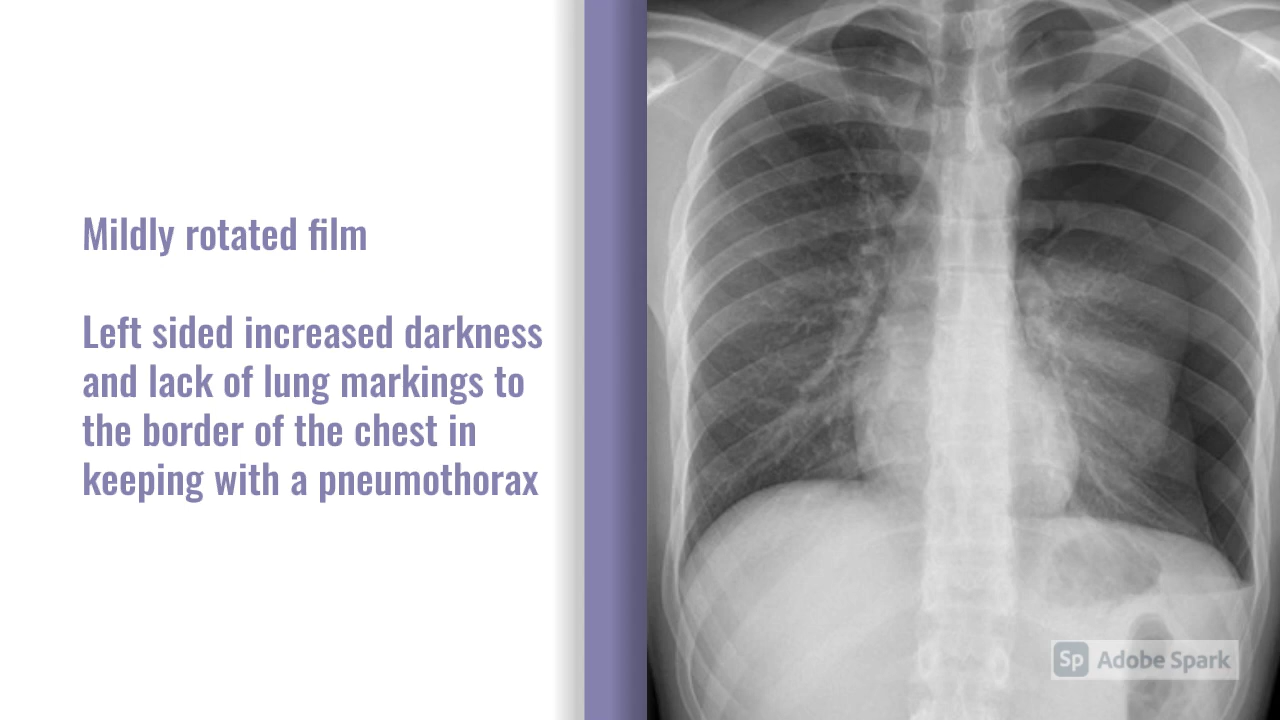 Mildly rotated film
Left sided increased darkness
and lack of lung markings to
the border of the chest in
keeping with a pneumothorax
Sp Adobe Spark